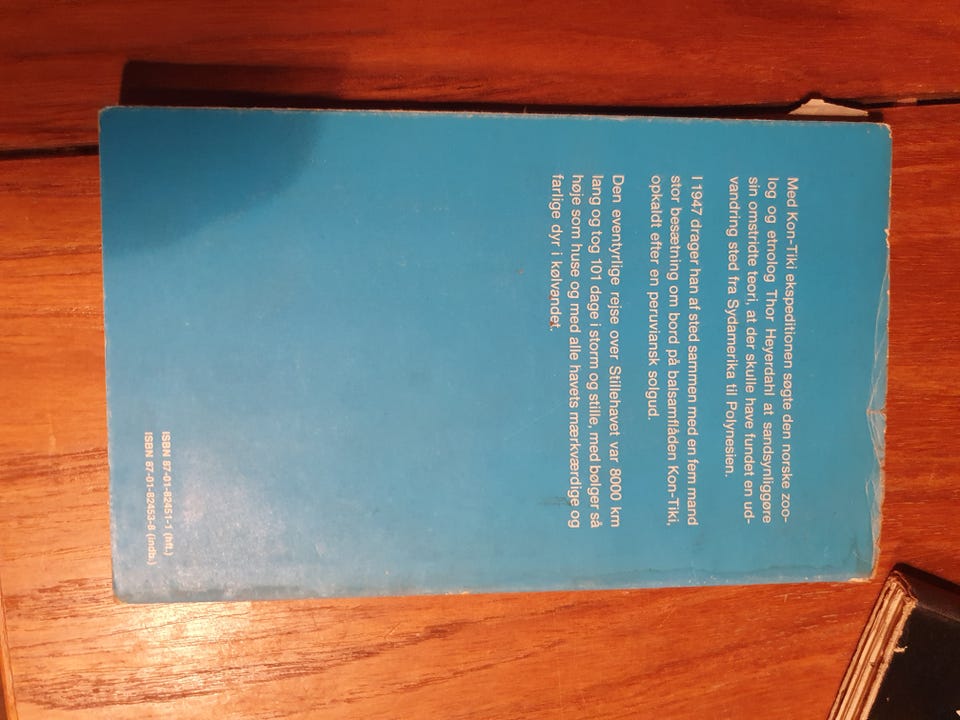 Med Kon-Tiki ekspeditionen søgte den norske zoo-
log og etnolog Thor Heyerdahl at sandsynliggøre
sin omstridte teori, at der skulle have fundet en ud-
vandring sted fra Sydamerika til Polynesien.
I 1947 drager han af sted sammen med en fem mand
stor besætning om bord på balsamflåden Kon-Tiki,
opkaldt efter en peruviansk solgud.
Den eventyrlige rejse over Stillehavet var 8000 km
lang og tog 101 dage i storm og stille, med bølger så
høje som huse og med alle havets mærkværdige og
farlige dyr i kølvandet.
ISBN 87-01-82451-1 (hft.)
ISBN 87-01-82453-8 (indb.)